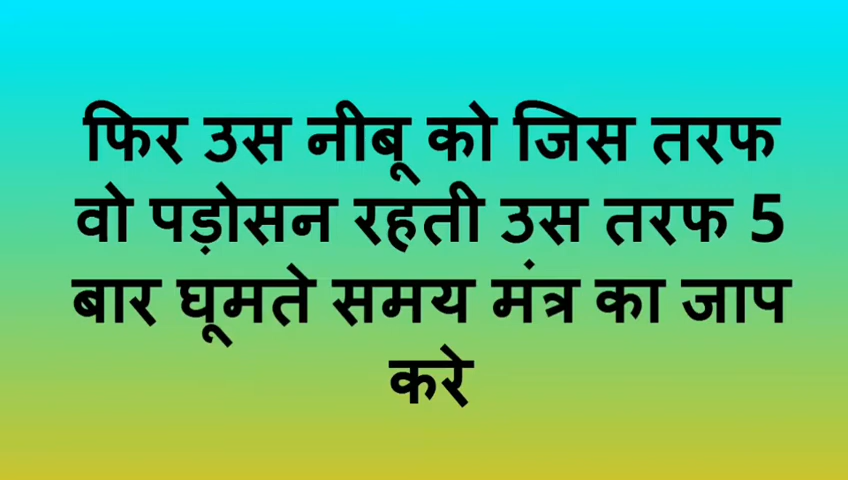 फिर उस नीबू को जिस तरफ
वो पड़ोसन रहती उस तरफ 5
बार घूमते समय मंत्र का जाप
करे